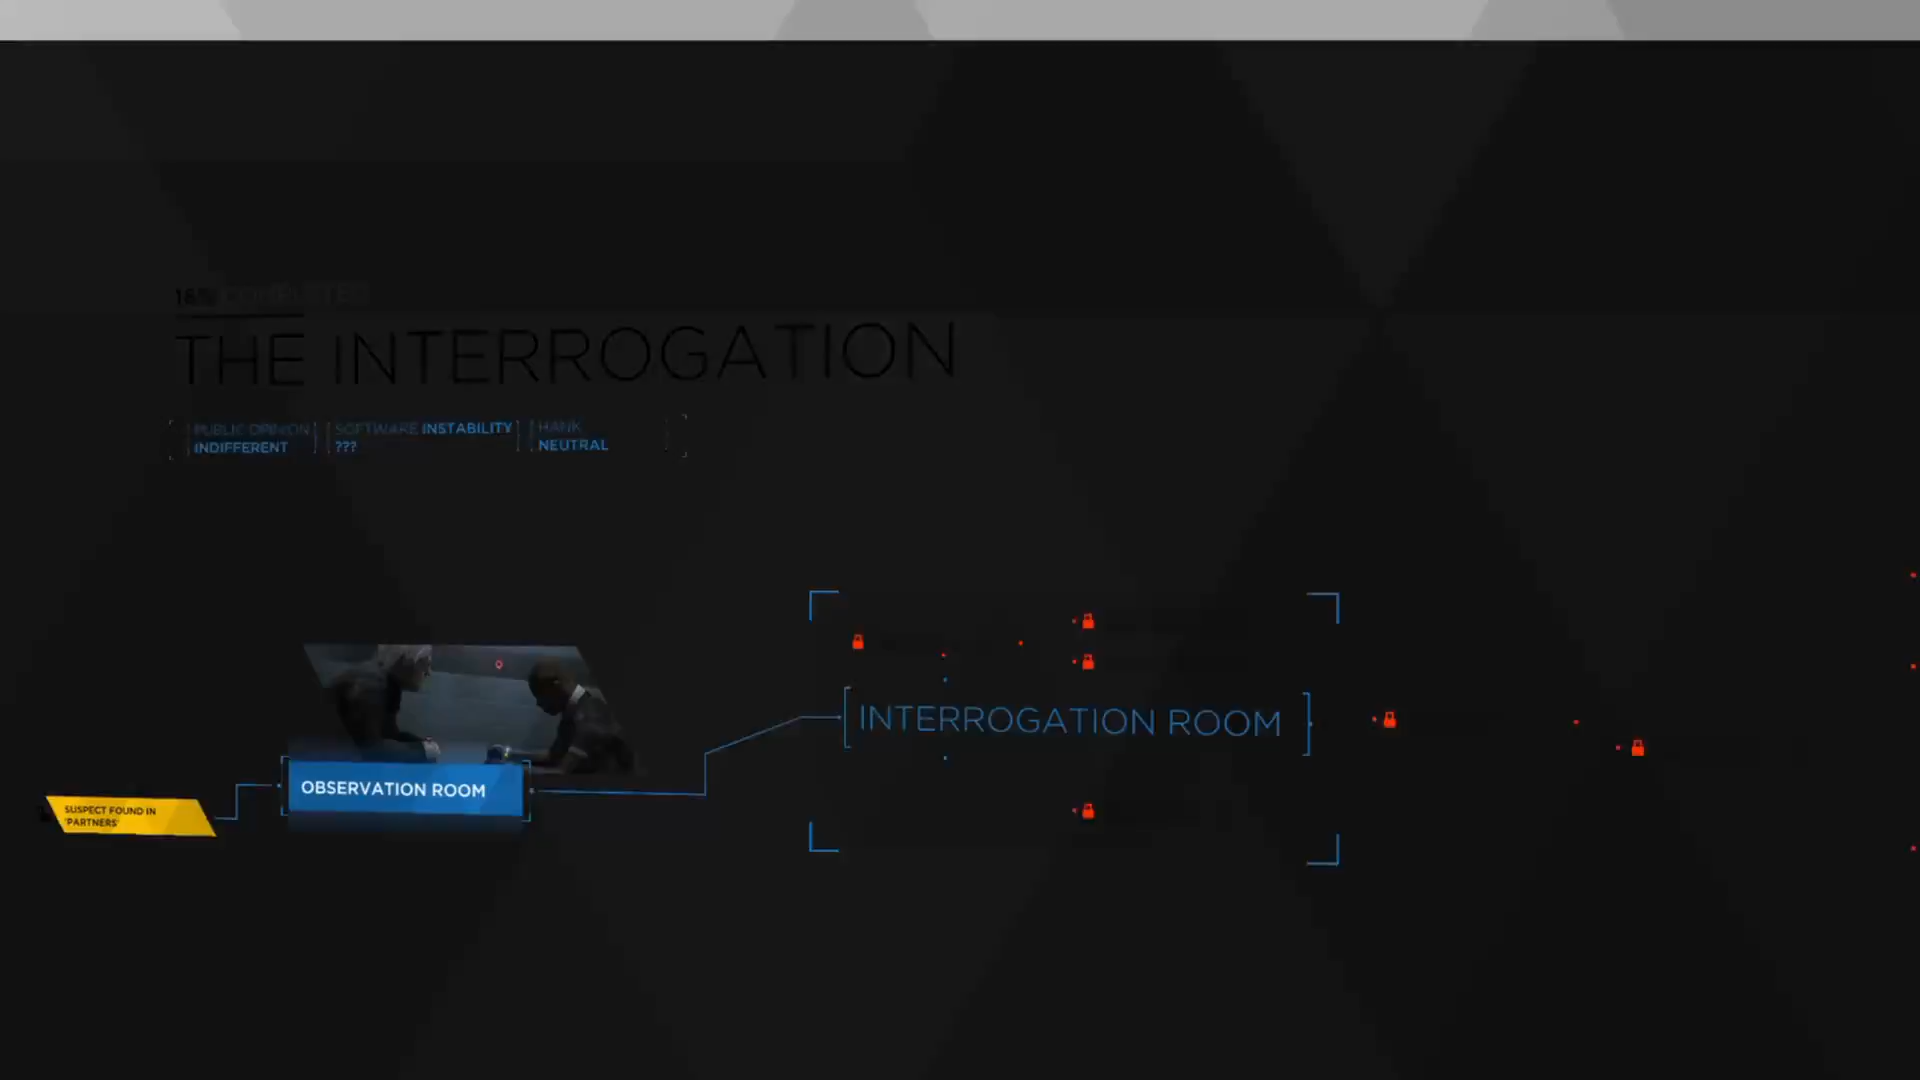 THE INTERROGATION
PUBLIC OPINION
INDIFFERENT
SOFTWARE INSTABILITY
???
HANK
NEUTRAL
INTERROGATION ROOM
OBSERVATION ROOM
SUSPECT FOUND IN
'PARTNERS'